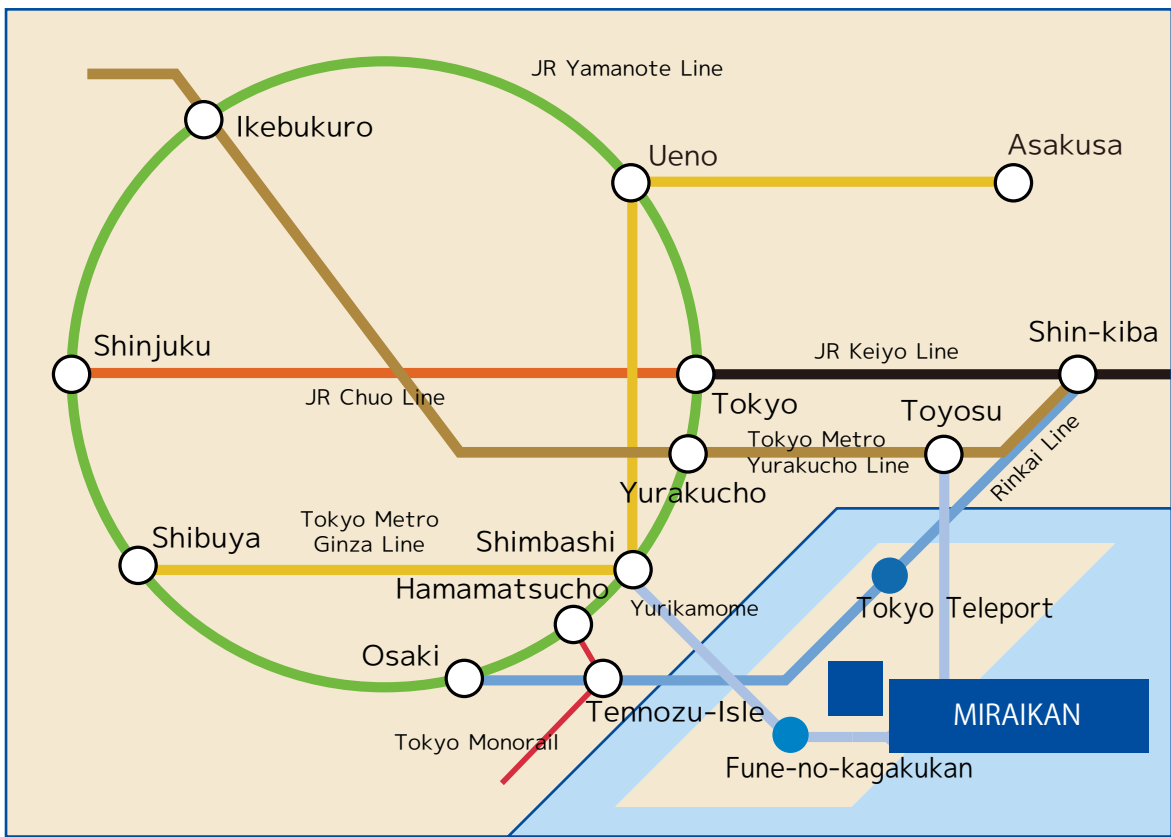 JR Yamanote Line
Ikebukuro
Ueno
Asakusa
Shinjuku
JR Chuo Line
Tokyo
JR Keiyo Line
Shin-kiba
Toyosu
Tokyo Metro
Yurakucho Line
Yurakucho
Rinkai Line
Shibuya
Tokyo Metro
Ginza Line
Shimbashi
Hamamatsucho
Yurikamome
Tokyo Teleport
Osaki
Tennozu-Isle
Tokyo Monorail
MIRAIKAN
Fune-no-kagakukan